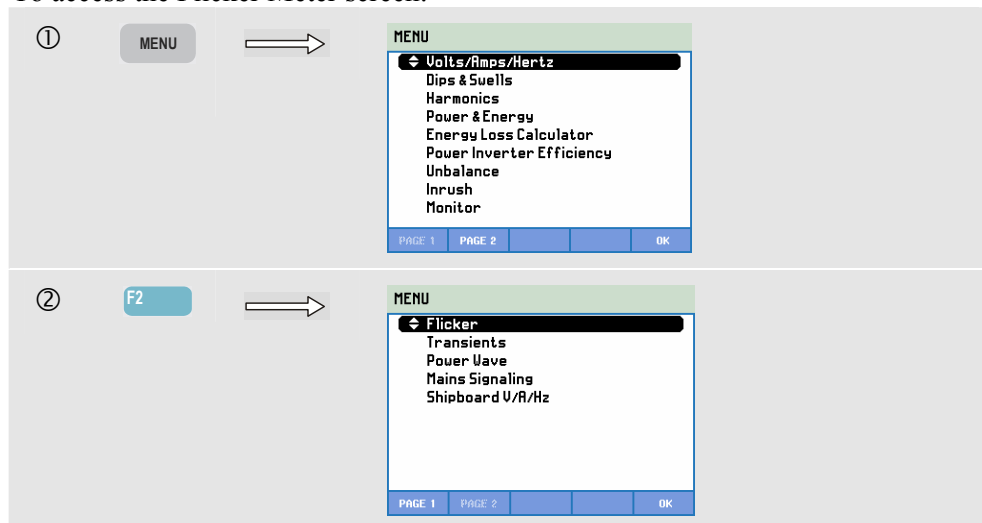 To access the Flicker Meter screen:
① MENU
MENU
Volts/Amps/Hertz
Dips & Swells
Harmonics
Power & Energy
Energy Loss Calculator
Power Inverter Efficiency
Unbalance
Inrush
Monitor
PAGE 1 PAGE 2 OK
② F2
MENU
Flicker
Transients
Power Wave
Mains Signaling
Shipboard V/A/Hz
PAGE 1 PAGE 2 OK